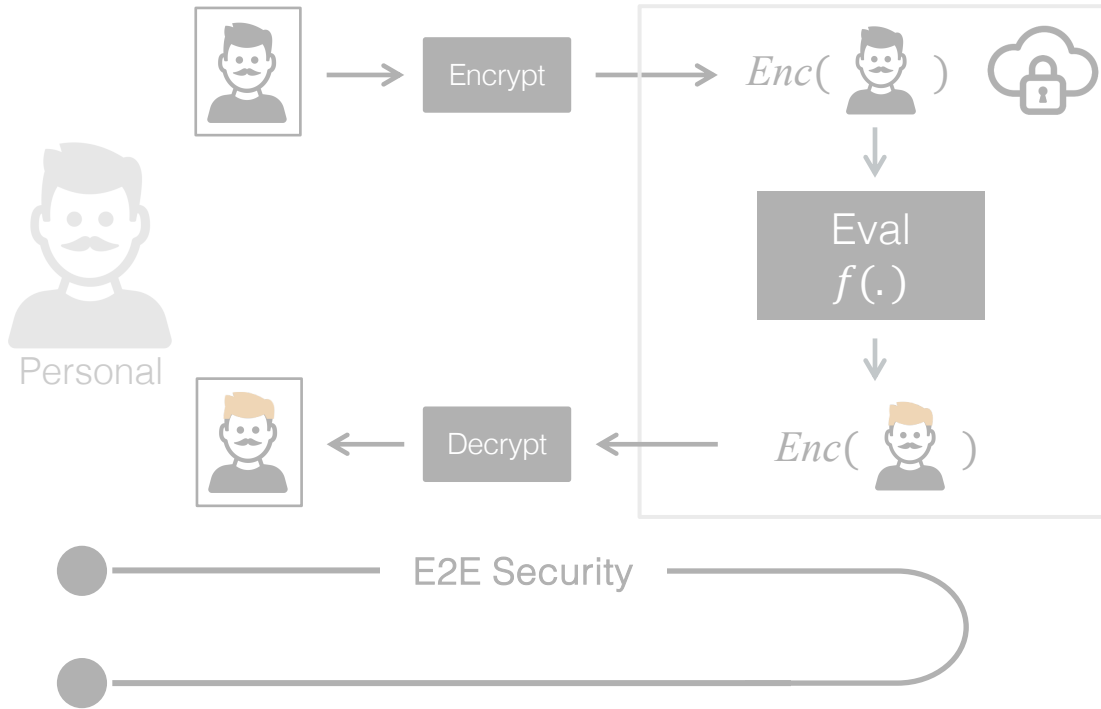 Encrypt
Enc( )
Eval
f(.)
Personal
Decrypt
Enc( )
E2E Security